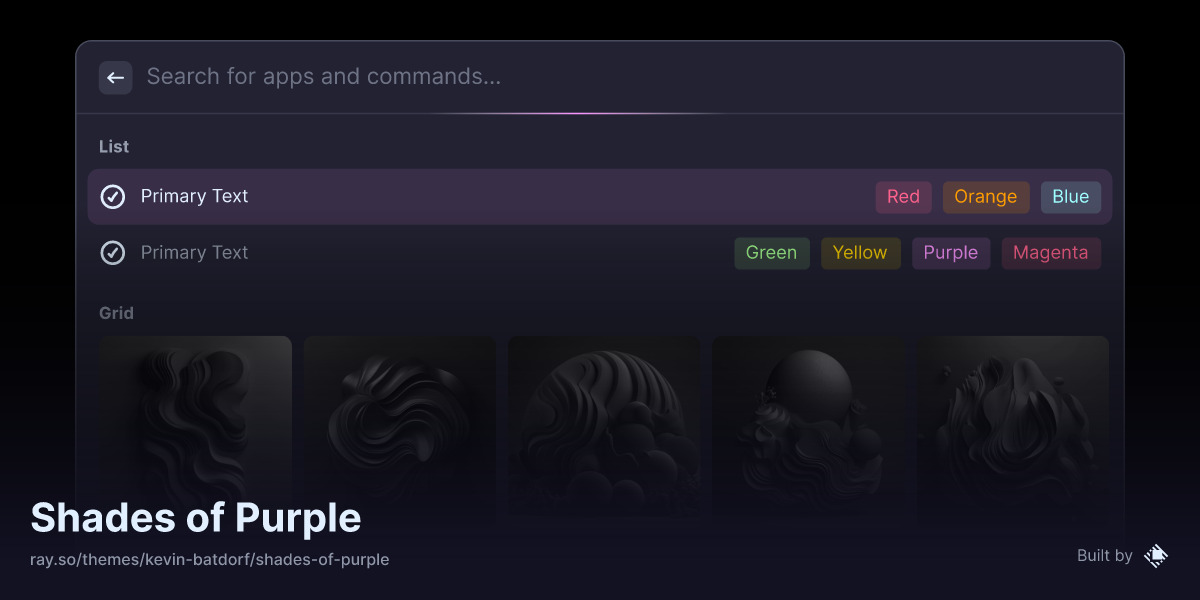 Search for apps and commands...
List
Primary Text Red Orange Blue
Primary Text Green Yellow Purple Magenta
Grid
Shades of Purple
ray.so/themes/kevin-batdorf/shades-of-purple
Built by